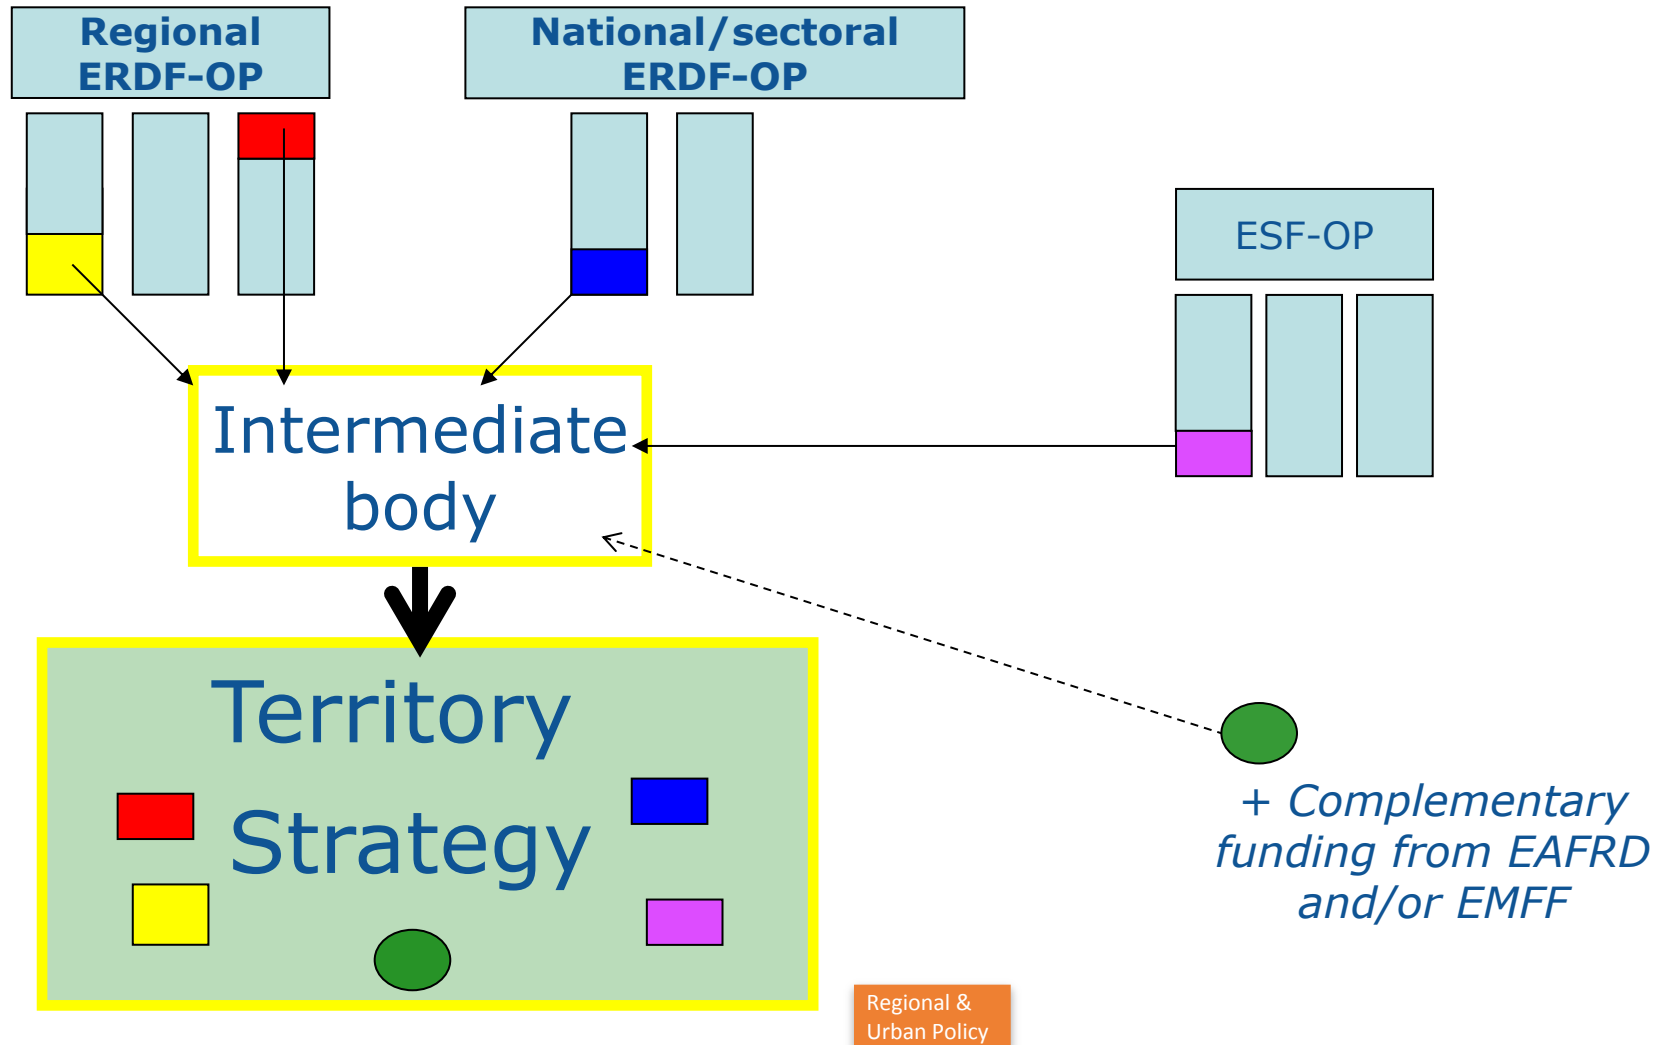 Regional
ERDF-OP
National/sectoral
ERDF-OP
ESF-OP
Intermediate
body
Territory
Strategy
+ Complementary
funding from EAFRD
and/or EMFF
Regional &
Urban Policy